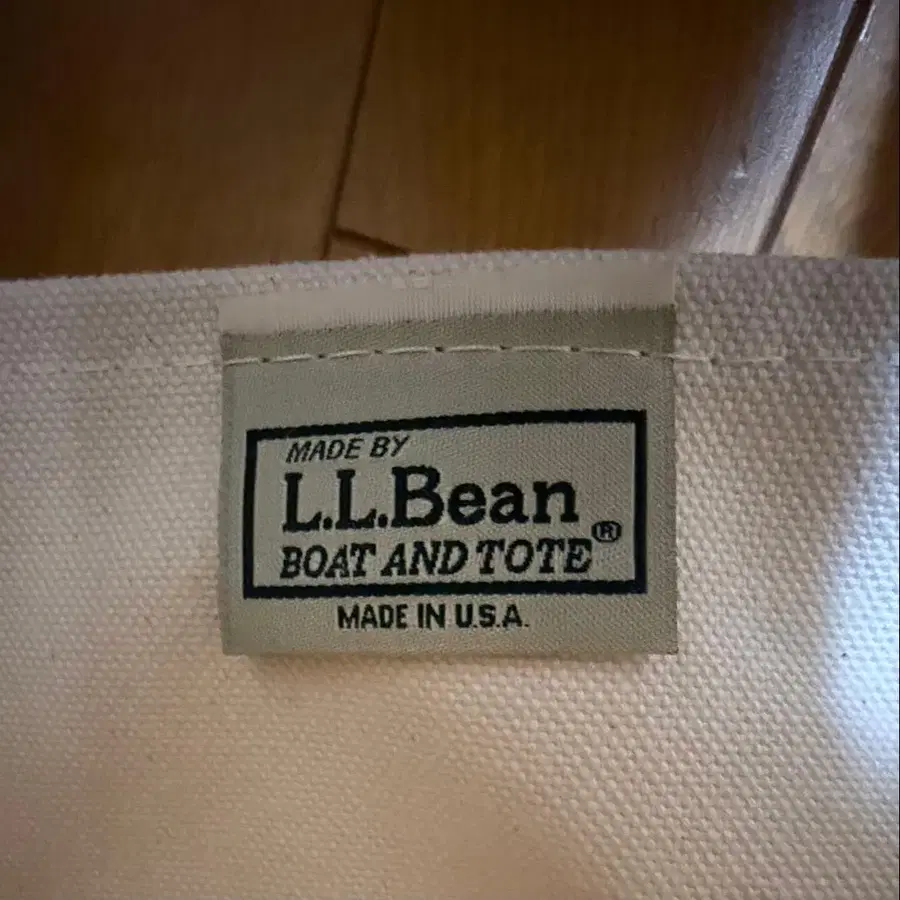 MADE BY
L.L.Bean
BOAT AND TOTE®
MADE IN U.S.A.